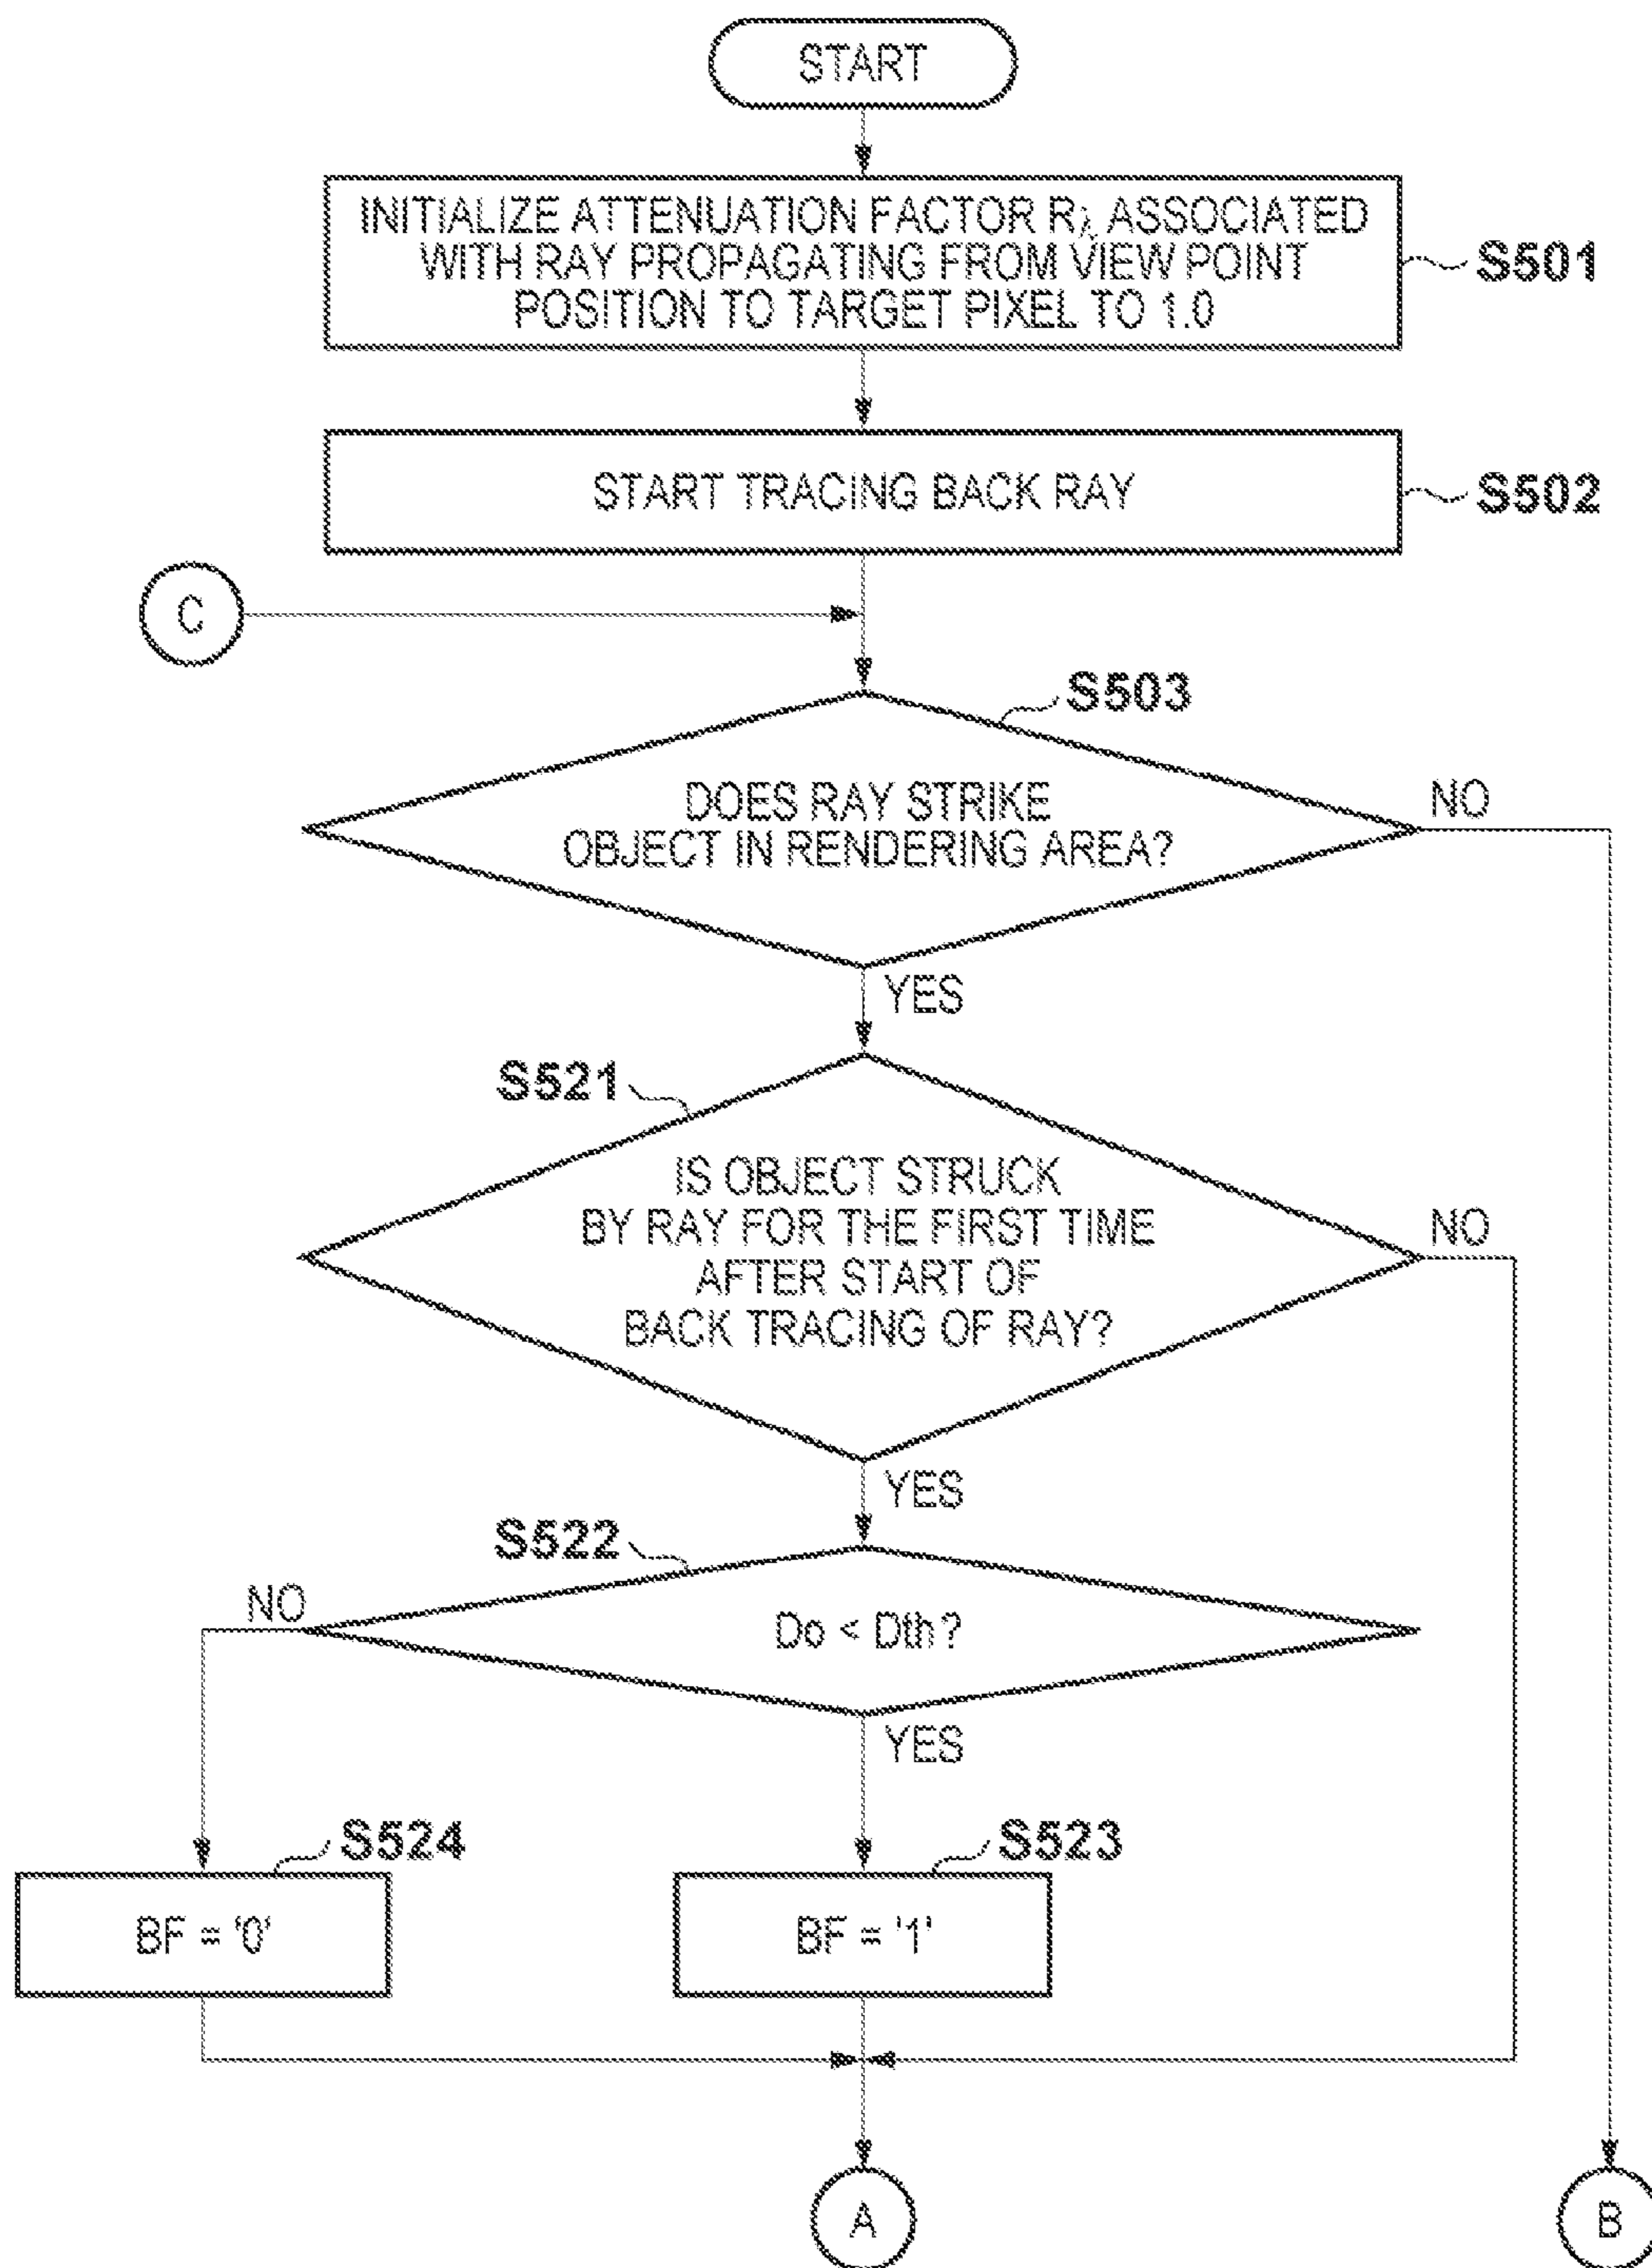 START
INITIALIZE ATTENUATION FACTOR Rλ ASSOCIATED
WITH RAY PROPAGATING FROM VIEW POINT
POSITION TO TARGET PIXEL TO 1.0
S501
START TRACING BACK RAY
S502
C
S503
DOES RAY STRIKE
OBJECT IN RENDERING AREA?
NO
YES
S521
IS OBJECT STRUCK
BY RAY FOR THE FIRST TIME
AFTER START OF
BACK TRACING OF RAY?
NO
YES
S522
NO
Do < Dth?
YES
S524
S523
BF = '0'
BF = '1'
A
B